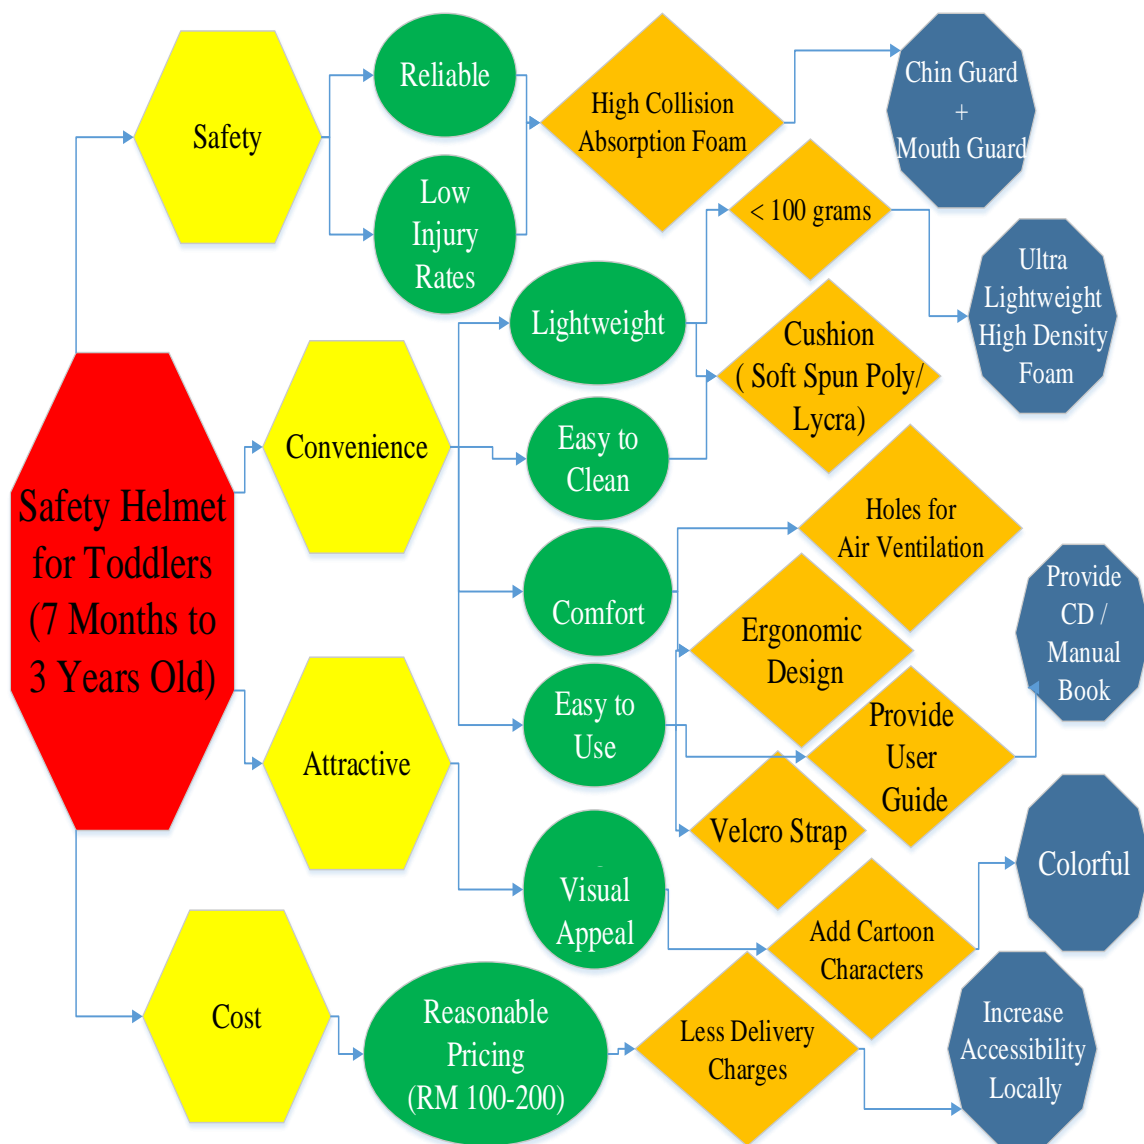 Safety Helmet
for Toddlers
(7 Months to
3 Years Old)
Safety
Convenience
Attractive
Cost
Reliable
Low
Injury
Rates
Lightweight
Easy to
Clean
Comfort
Easy to
Use
Visual
Appeal
Reasonable
Pricing
(RM 100-200)
High Collision
Absorption Foam
< 100 grams
Cushion
( Soft Spun Poly/
Lycra)
Holes for
Air Ventilation
Ergonomic
Design
Provide
User
Guide
Velcro Strap
Add Cartoon
Characters
Less Delivery
Charges
Chin Guard
+
Mouth Guard
Ultra
Lightweight
High Density
Foam
Provide
CD /
Manual
Book
Colorful
Increase
Accessibility
Locally